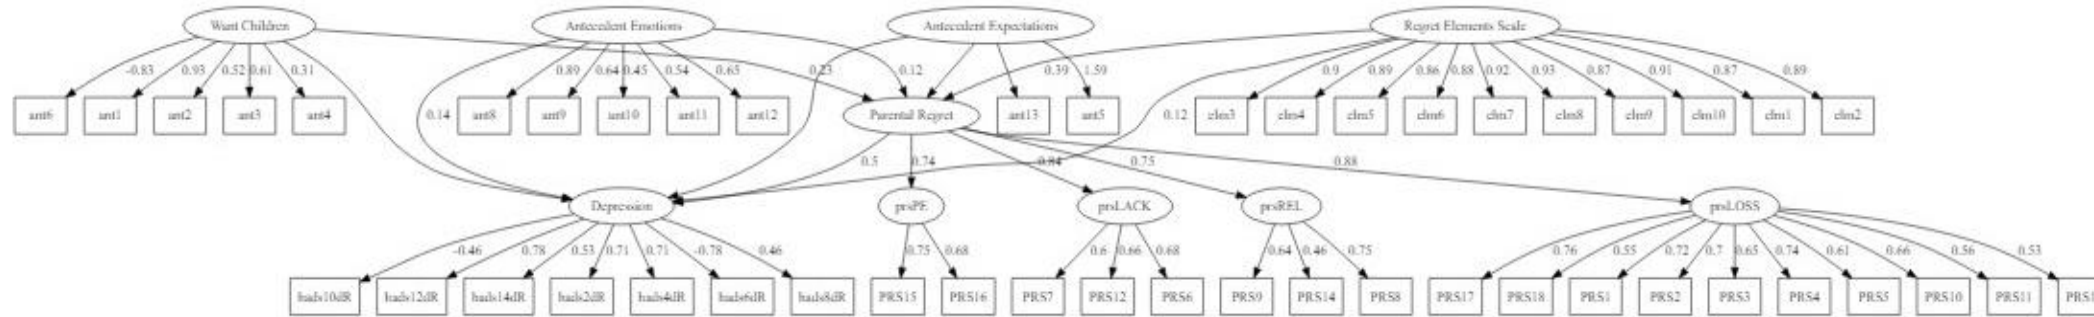 Want Children Antecedent Emotions Antecedent Expectations Regret Elements Scale
-0.83 0.93 0.52 0.61 0.31 0.89 0.64 0.45 0.54 0.65 0.23 0.12 0.39 1.59 0.9 0.89 0.86 0.88 0.92 0.93 0.87 0.91 0.87 0.89
ant6 ant1 ant2 ant3 ant4 0.14 ant8 ant9 ant10 ant11 ant12 Parental Regret ant13 ant5 0.12 elm3 elm4 elm5 elm6 elm7 elm8 elm9 elm10 elm1 elm2
0.5 0.74 0.84 0.75 0.88
Depression prsPE prsLACK prsREL prsLOSS
-0.46 0.78 0.53 0.71 0.71 -0.78 0.46 0.75 0.68 0.6 0.66 0.68 0.64 0.46 0.75 0.76 0.55 0.72 0.7 0.65 0.74 0.61 0.66 0.56 0.53
hads10dR hads12dR hads14dR hads2dR hads4dR hads6dR hads8dR PRS15 PRS16 PRS7 PRS12 PRS6 PRS9 PRS14 PRS8 PRS17 PRS18 PRS1 PRS2 PRS3 PRS4 PRS5 PRS10 PRS11